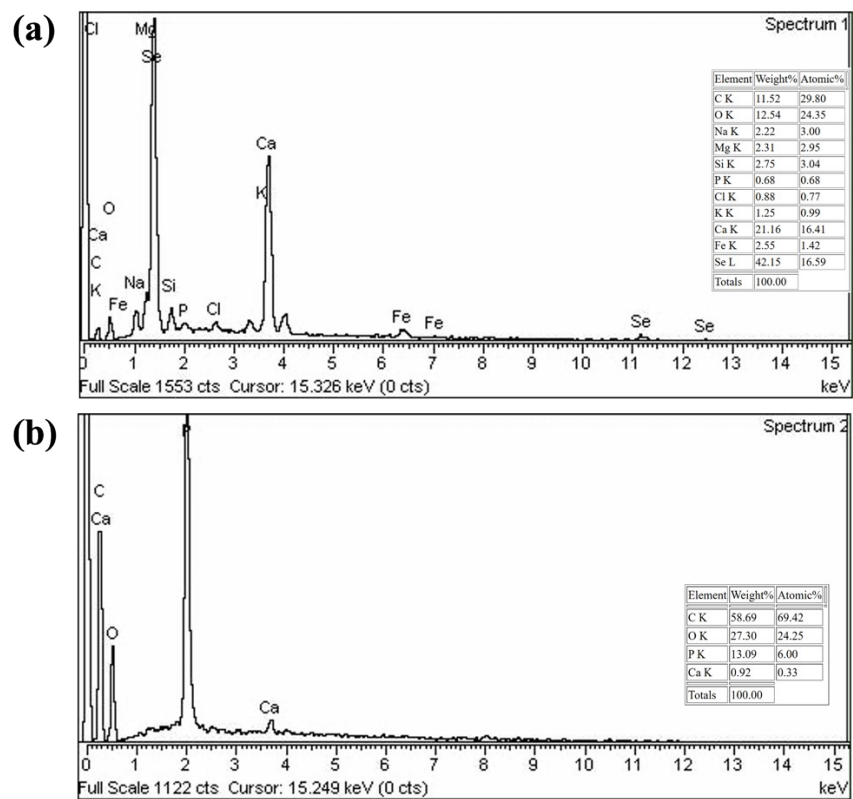 (a)
Spectrum 1
Cl
Mg
Se
Ca
K
O
Ca
C
K
Fe
Na
Si
P
Cl
Fe
Fe
Se
Se
Element Weight% Atomic%
C K 11.52 29.80
O K 12.54 24.35
Na K 2.22 3.00
Mg K 2.31 2.95
Si K 2.75 3.04
P K 0.68 0.68
Cl K 0.88 0.77
K K 1.25 0.99
Ca K 21.16 16.41
Fe K 2.55 1.42
Se L 42.15 16.59
Totals 100.00
0 1 2 3 4 5 6 7 8 9 10 11 12 13 14 15
Full Scale 1553 cts Cursor: 15.326 keV (0 cts) keV
(b)
Spectrum 2
P
C
Ca
O
Ca
Element Weight% Atomic%
C K 58.69 69.42
O K 27.30 24.25
P K 13.09 6.00
Ca K 0.92 0.33
Totals 100.00
0 1 2 3 4 5 6 7 8 9 10 11 12 13 14 15
Full Scale 1122 cts Cursor: 15.249 keV (0 cts) keV